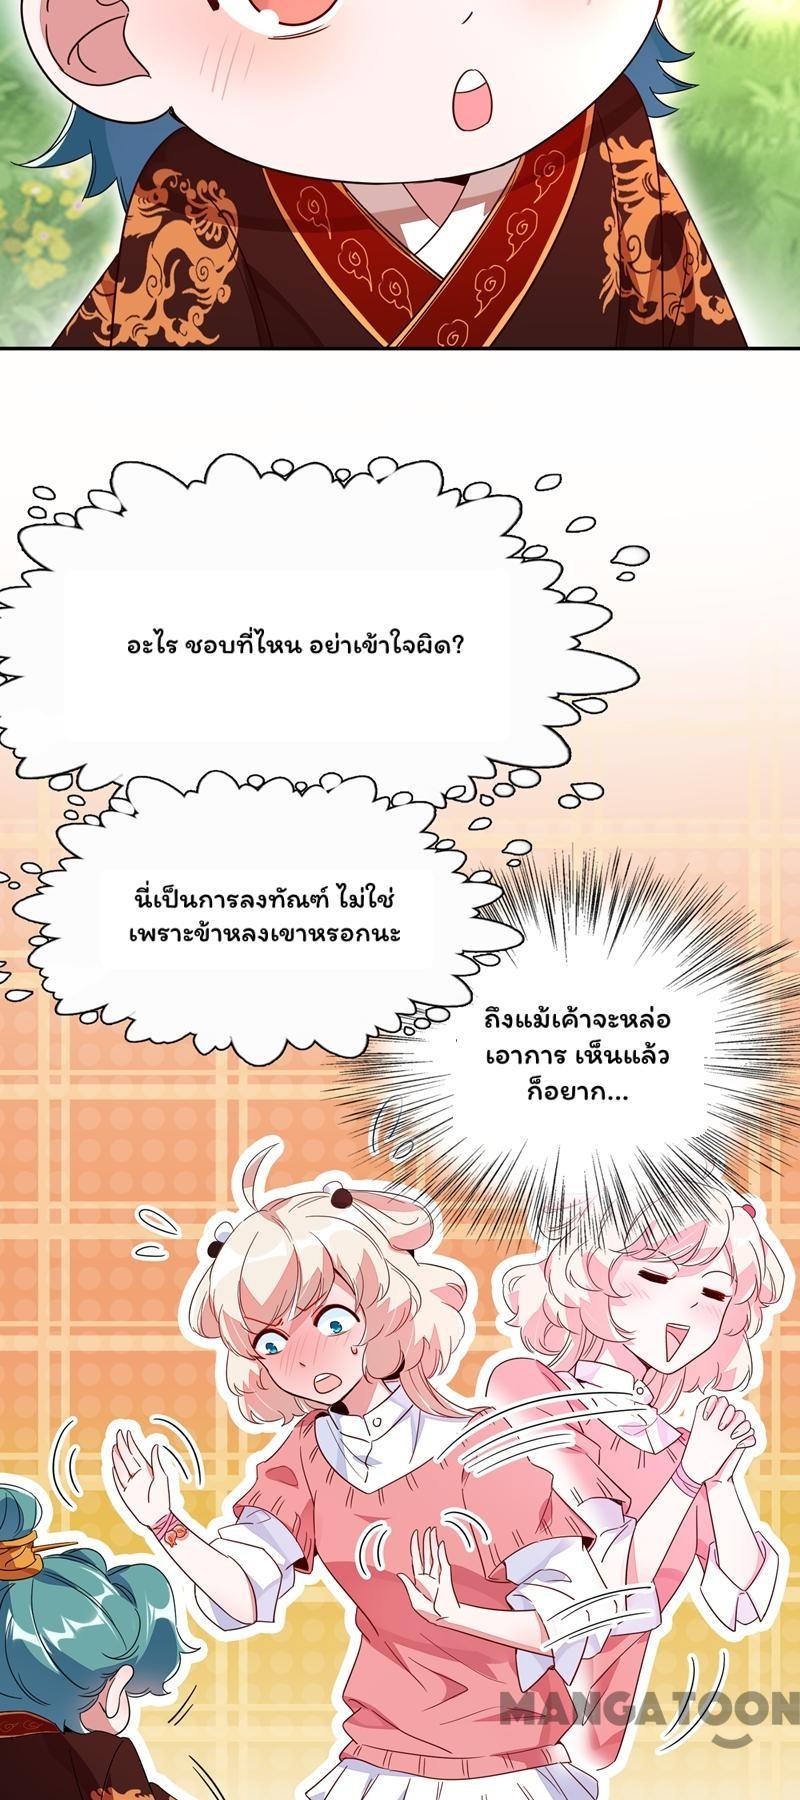 อะไร ชอบที่ไหน อย่าเข้าใจผิด?
นี่เป็นการลงทัณฑ์ ไม่ใช่
เพราะข้าหลงเขาหรอกนะ
ถึงแม้เค้าจะหล่อ
เอาการ เห็นแล้ว
ก็อยาก...
MANGATOON